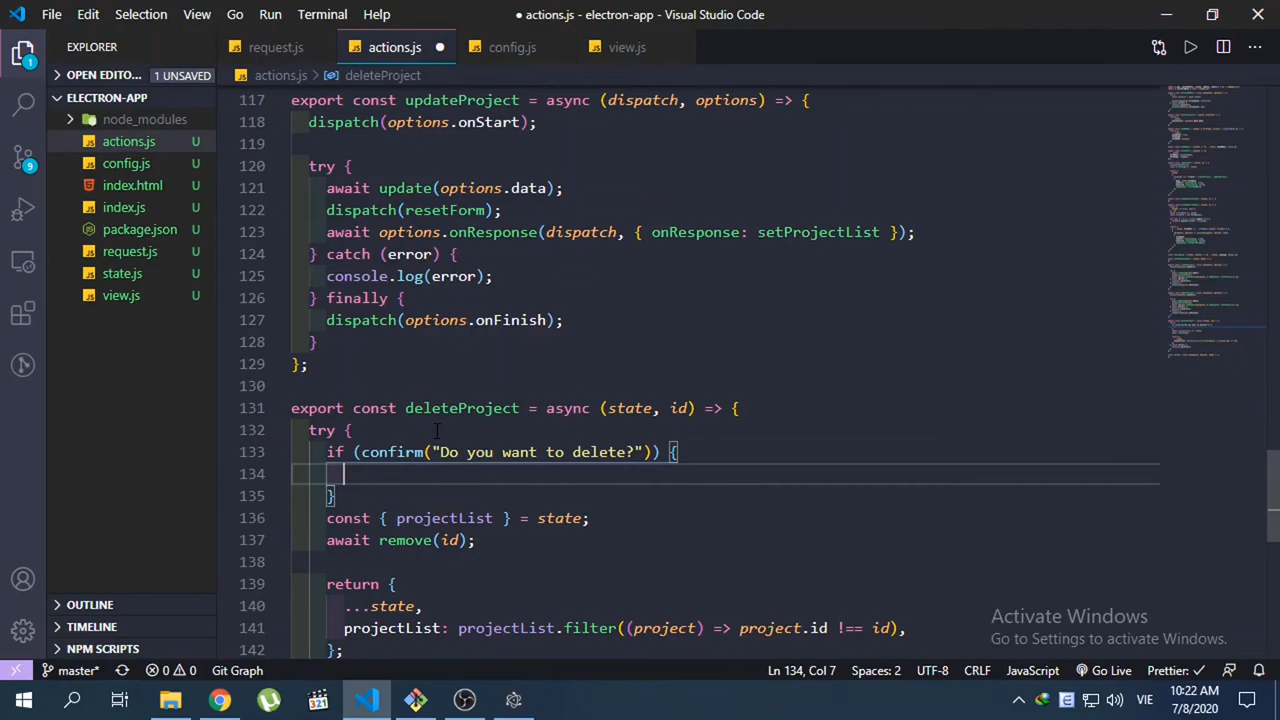 File Edit Selection View Go Run Terminal Help
● actions.js - electron-app - Visual Studio Code
EXPLORER
OPEN EDITO... 1 UNSAVED
ELECTRON-APP
node_modules
actions.js U
config.js U
index.html U
index.js U
package.json U
request.js U
state.js U
view.js U
OUTLINE
TIMELINE
NPM SCRIPTS
1
9
request.js actions.js ● config.js view.js
actions.js > deleteProject
117 export const updateProject = async (dispatch, options) => {
118 dispatch(options.onStart);
119
120 try {
121 await update(options.data);
122 dispatch(resetForm);
123 await options.onResponse(dispatch, { onResponse: setProjectList });
124 } catch (error) {
125 console.log(error);
126 } finally {
127 dispatch(options.onFinish);
128 }
129 };
130
131 export const deleteProject = async (state, id) => {
132 try {
133 if (confirm("Do you want to delete?")) {
134
135 }
136 const { projectList } = state;
137 await remove(id);
138
139 return {
140 ...state,
141 projectList: projectList.filter((project) => project.id !== id),
142 };
Activate Windows
Go to Settings to activate Windows.
master* 0 0 Git Graph Ln 134, Col 7 Spaces: 2 UTF-8 CRLF JavaScript Go Live Prettier: ✓
321
VIE
10:22 AM
7/8/2020